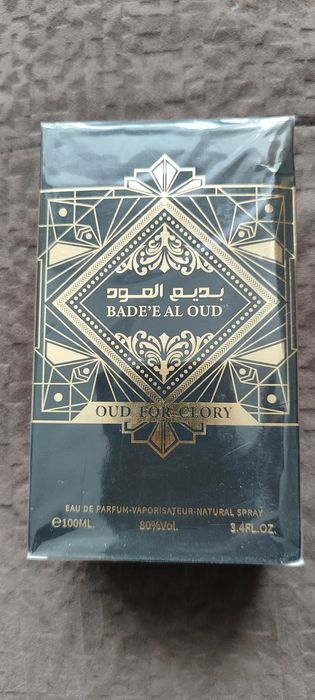 بديع العود
BADE'E AL OUD
OUD FOR GLORY
EAU DE PARFUM-VAPORISATEUR-NATURAL SPRAY
℮100ML. 80%Vol. 3.4FL.OZ.